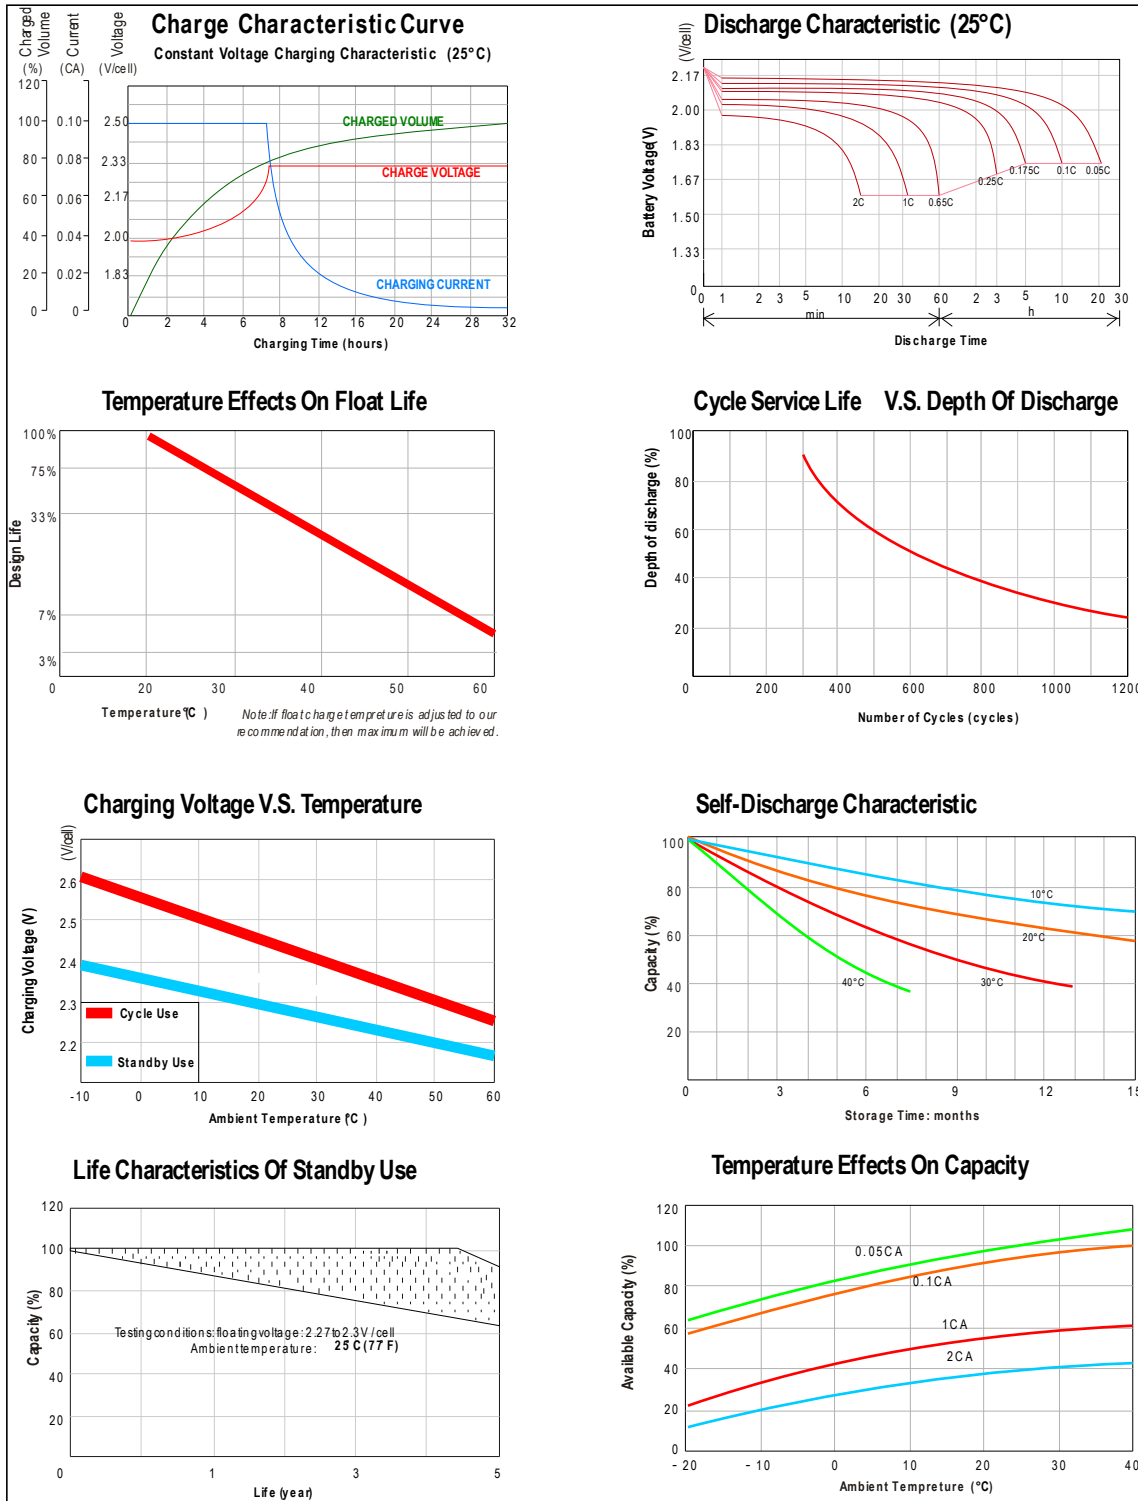 Charge Characteristic Curve
Constant Voltage Charging Characteristic (25°C)
Charged Volume
(%)
Current
(CA)
Voltage
(V/cell)
120
100 0.10 2.50
80 0.08 2.33
60 0.06 2.17
40 0.04 2.00
20 0.02 1.83
0 0
CHARGED VOLUME
CHARGE VOLTAGE
CHARGING CURRENT
0 2 4 6 8 12 16 20 24 28 32
Charging Time (hours)
Discharge Characteristic (25°C)
(V/cell)
Battery Voltage(V)
2.17
2.00
1.83
1.67
1.50
1.33
0
2C 1C 0.65C 0.25C 0.175C 0.1C 0.05C
0 1 2 3 5 10 20 30 60 2 3 5 10 20 30
min h
Discharge Time
Temperature Effects On Float Life
Design Life
100%
75%
33%
7%
3%
0 20 30 40 50 60
Temperature(°C )
Note:If float charge tempreture is adjusted to our
recommendation, then maximum will be achieved.
Cycle Service Life V.S. Depth Of Discharge
Depth of discharge (%)
100
80
60
40
20
0 200 400 600 800 1000 1200
Number of Cycles (cycles)
Charging Voltage V.S. Temperature
(V/cell)
Charging Voltage (V)
2.6
2.5
2.4
2.3
2.2
Cycle Use
Standby Use
-10 0 10 20 30 50 60
Ambient Temperature (°C )
Self-Discharge Characteristic
Capacity (%)
100
80
60
40
20
10°C
20°C
30°C
40°C
0 3 6 9 12 15
Storage Time: months
Life Characteristics Of Standby Use
Capacity (%)
120
100
80
60
40
20
Testing conditions: floating voltage: 2.27 to 2.3V /cell
Ambient temperature: 25 C (77 F)
0 1 3 5
Life (year)
Temperature Effects On Capacity
Available Capacity (%)
120
100
80
60
40
20
0
0.05CA
0.1CA
1CA
2CA
-20 -10 0 10 20 30 40
Ambient Tempreture (°C)